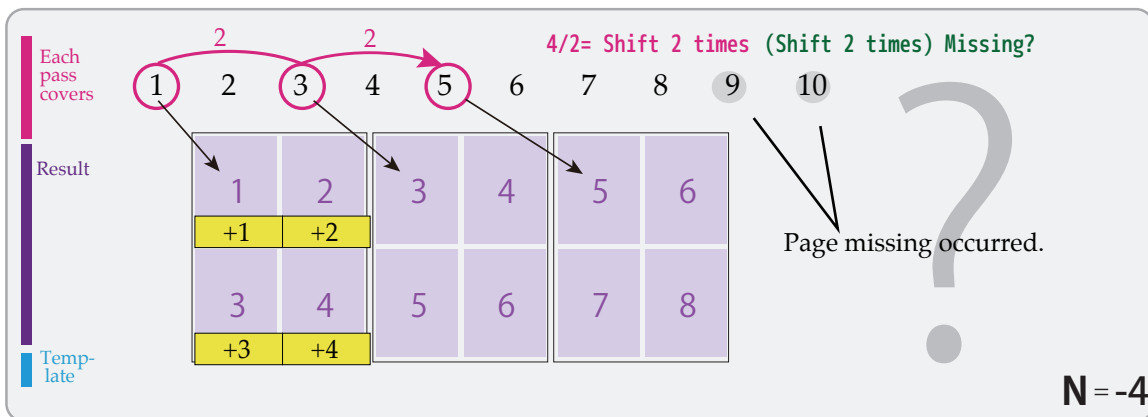 Each pass covers
2 2
4/2= Shift 2 times (Shift 2 times) Missing?
1 2 3 4 5 6 7 8 9 10
Result
1 2 3 4 5 6
+1 +2
Page missing occurred.
3 4 5 6 7 8
+3 +4
Temp-
late
?
N = -4